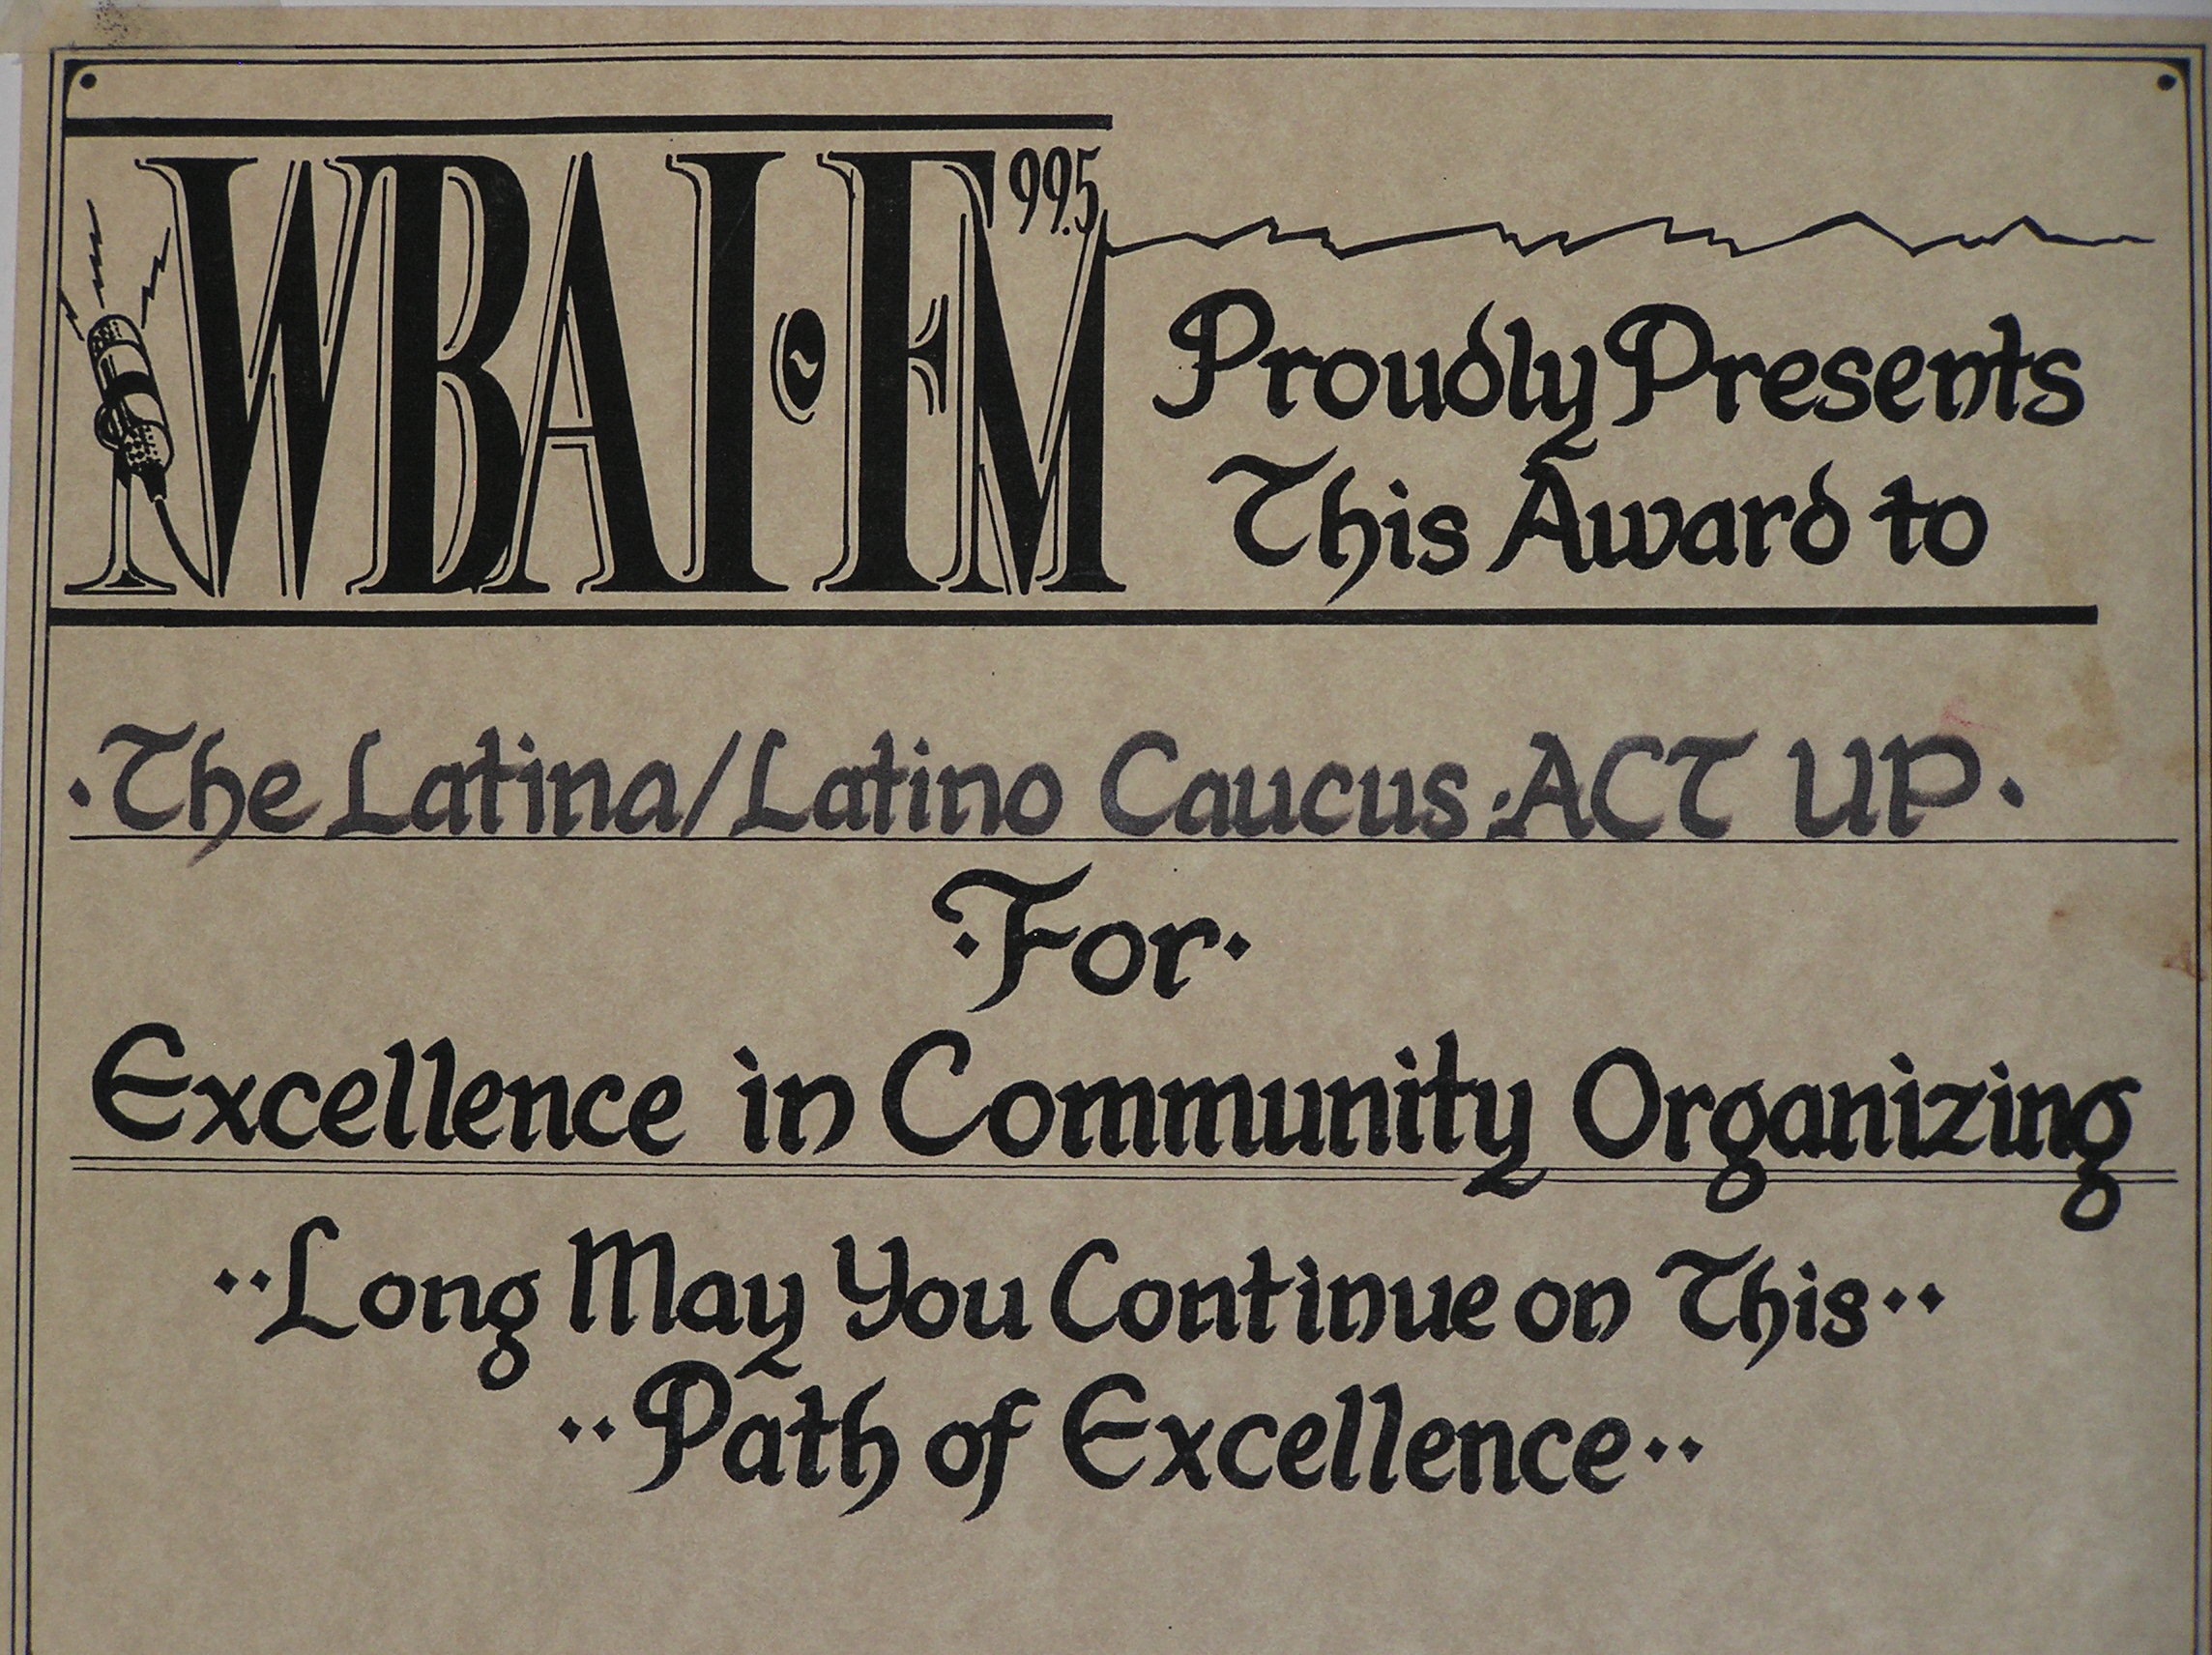 WBAI·FM 99.5
Proudly Presents
This Award to
·The Latina/Latino Caucus·ACT UP·
·For·
Excellence in Community Organizing
··Long May You Continue on This··
··Path of Excellence··